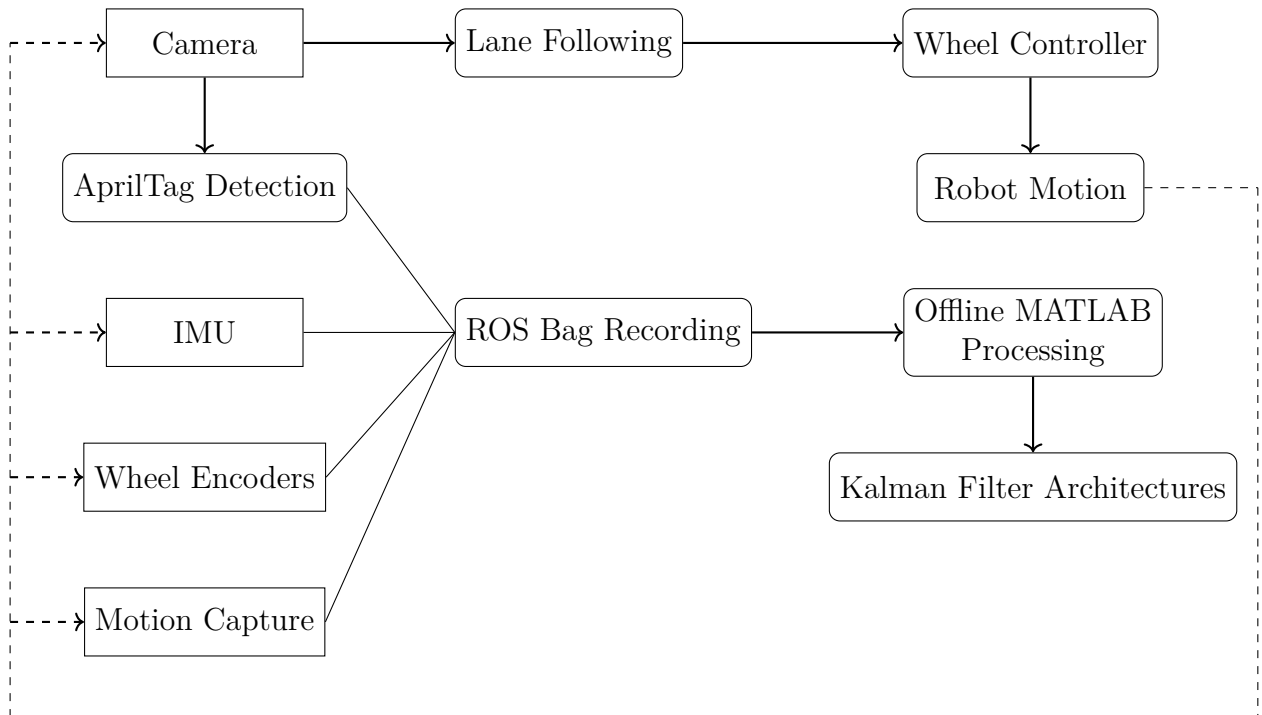 Camera
Lane Following
Wheel Controller
AprilTag Detection
Robot Motion
IMU
ROS Bag Recording
Offline MATLAB
Processing
Wheel Encoders
Kalman Filter Architectures
Motion Capture